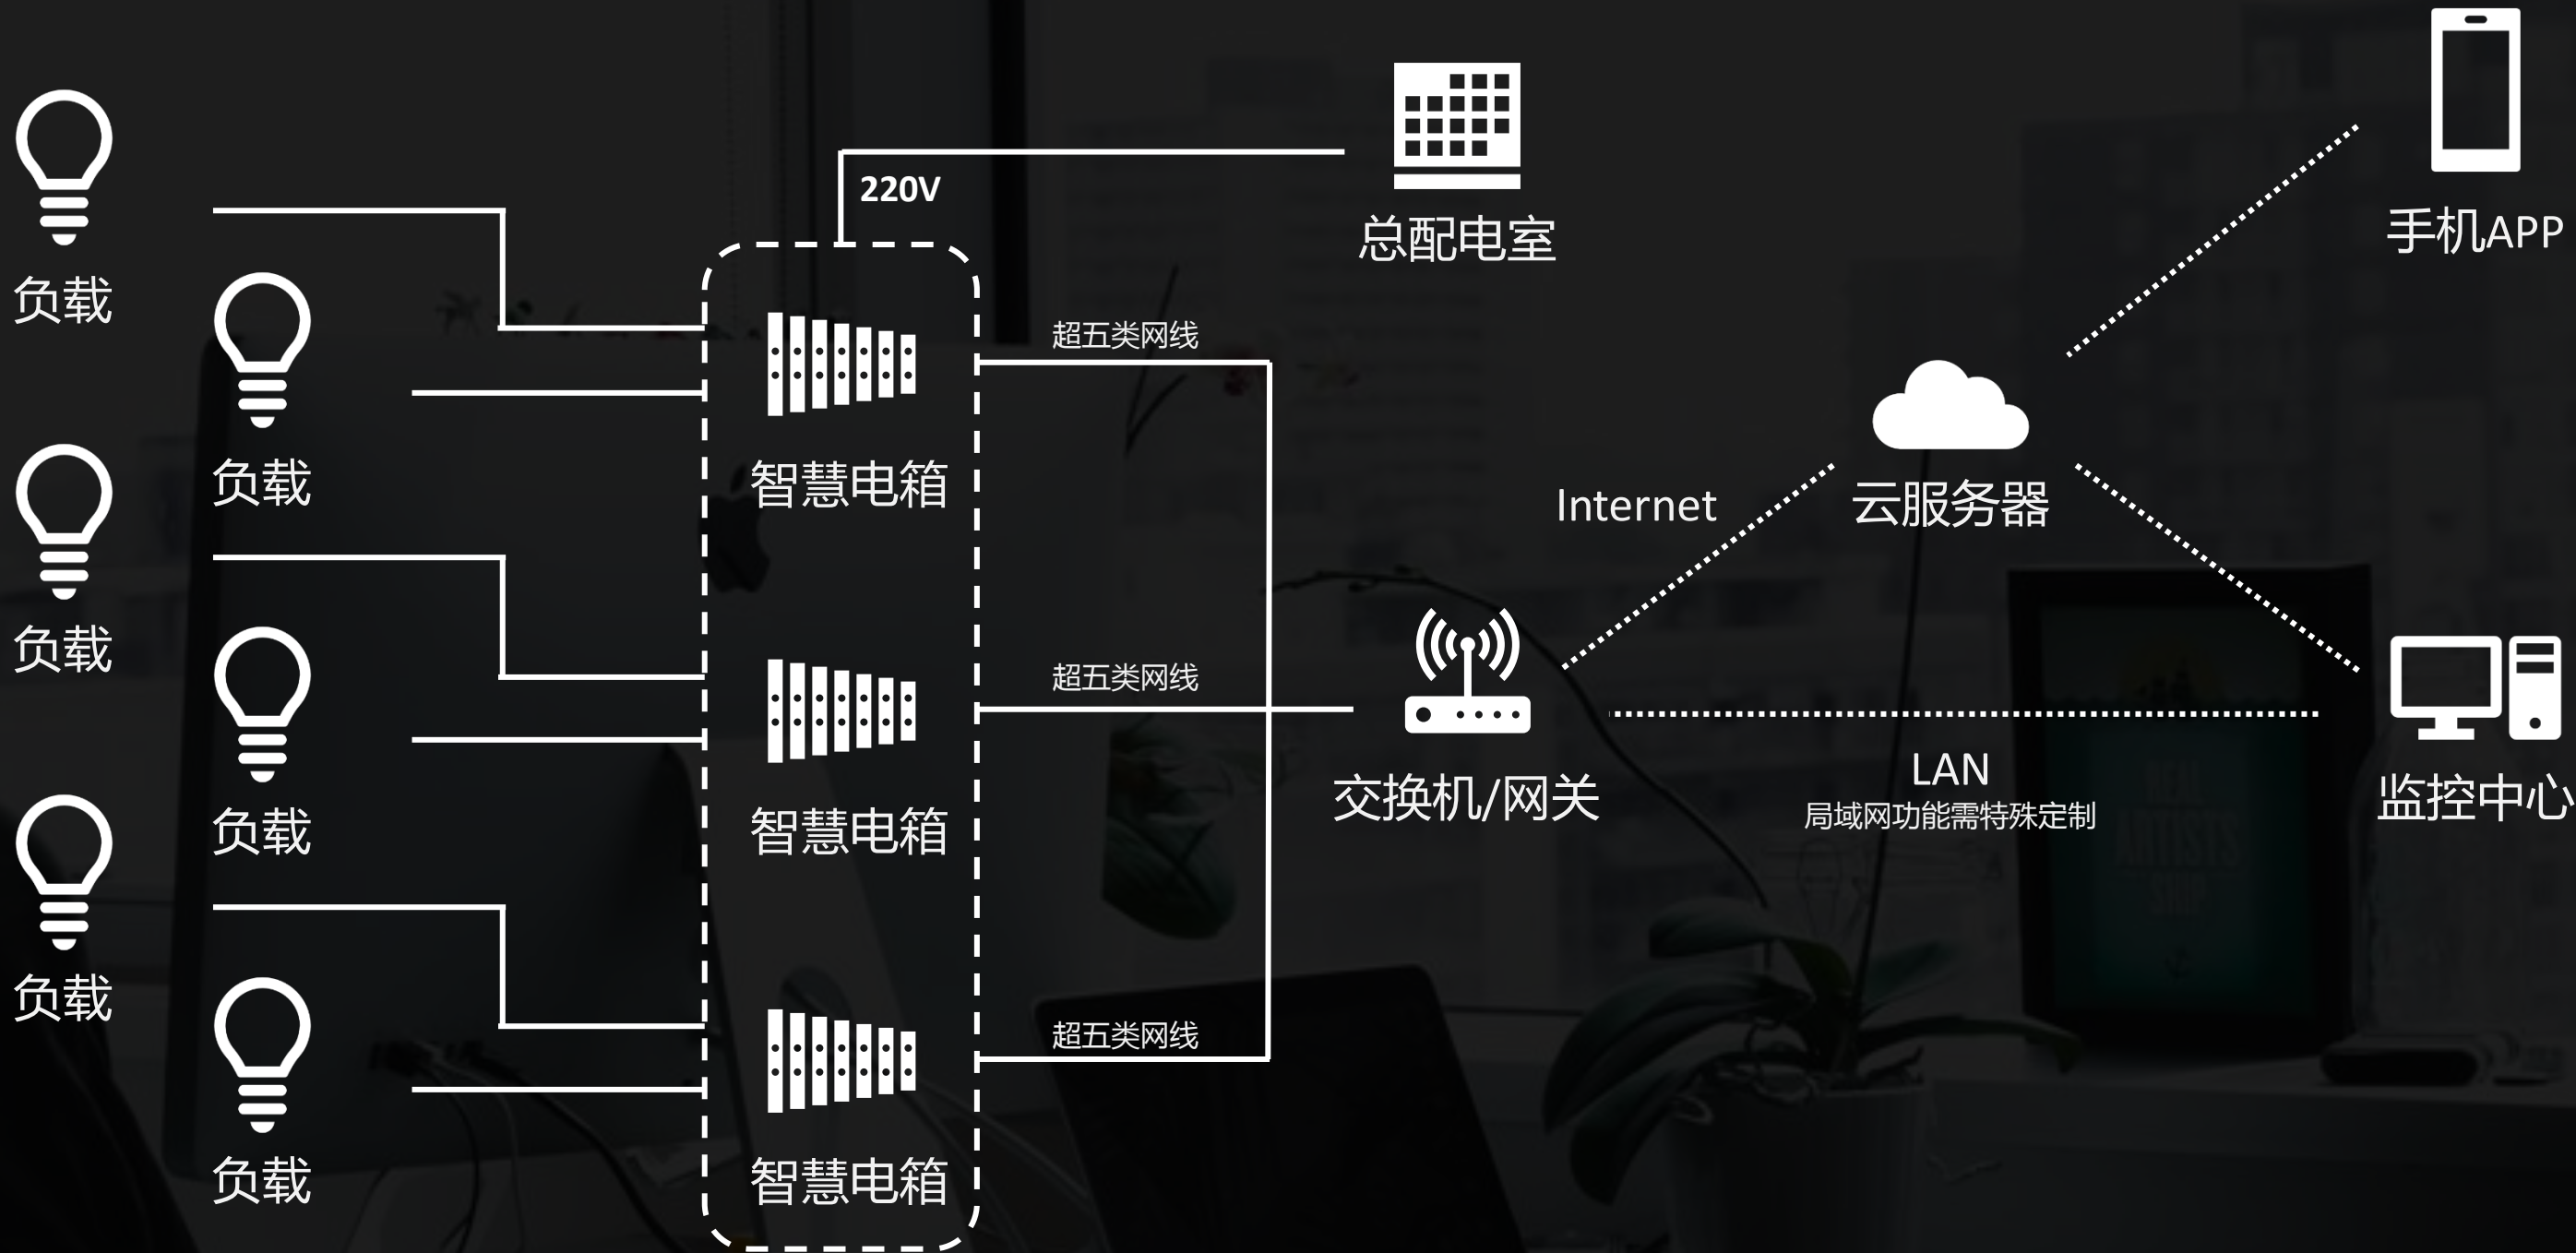 220V
总配电室
手机APP
负载
超五类网线
负载
智慧电箱
Internet
云服务器
负载
超五类网线
交换机/网关
LAN
局域网功能需特殊定制
监控中心
负载
智慧电箱
负载
超五类网线
负载
智慧电箱